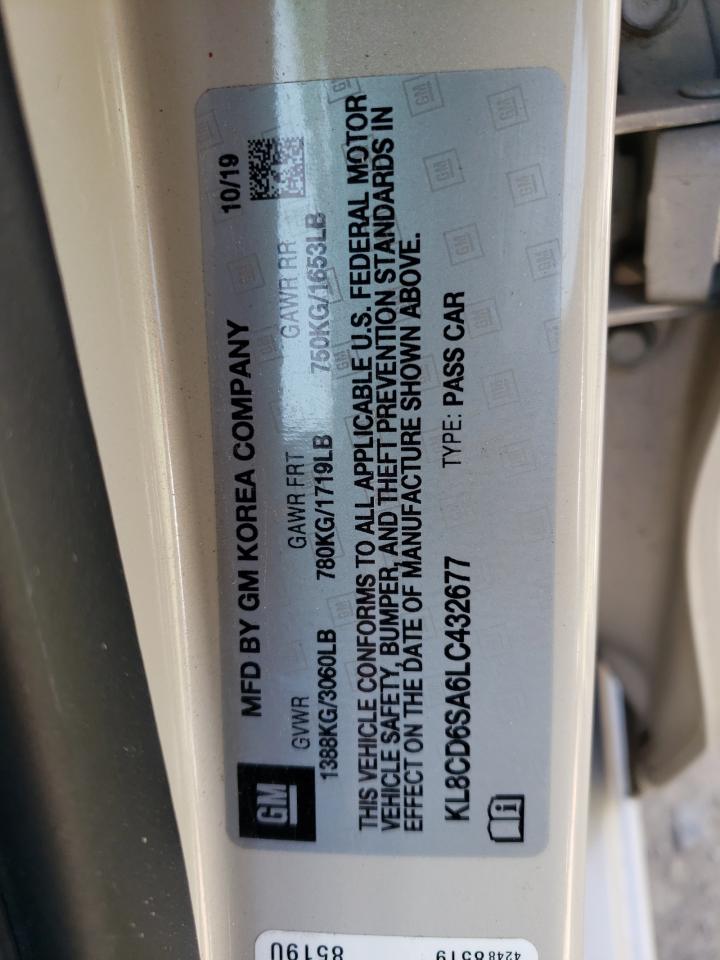 MFD BY GM KOREA COMPANY 10/19
GM
GVWR GAWR FRT GAWR RR
1388KG/3060LB 780KG/1719LB 750KG/1653LB
THIS VEHICLE CONFORMS TO ALL APPLICABLE U.S. FEDERAL MOTOR
VEHICLE SAFETY, BUMPER, AND THEFT PREVENTION STANDARDS IN
EFFECT ON THE DATE OF MANUFACTURE SHOWN ABOVE.
KL8CD6SA6LC432677 TYPE: PASS CAR
42488519
85190